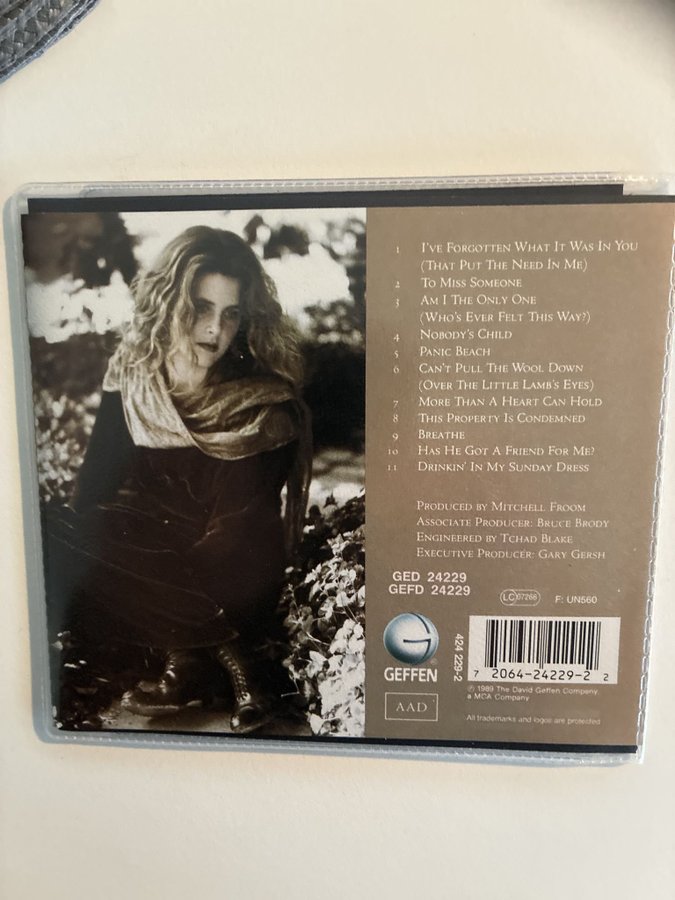 1 I'VE FORGOTTEN WHAT IT WAS IN YOU
(THAT PUT THE NEED IN ME)
2 TO MISS SOMEONE
3 AM I THE ONLY ONE
(WHO'S EVER FELT THIS WAY?)
4 NOBODY'S CHILD
5 PANIC BEACH
6 CAN'T PULL THE WOOL DOWN
(OVER THE LITTLE LAMB'S EYES)
7 MORE THAN A HEART CAN HOLD
8 THIS PROPERTY IS CONDEMNED
9 BREATHE
10 HAS HE GOT A FRIEND FOR ME?
11 DRINKIN' IN MY SUNDAY DRESS
PRODUCED BY MITCHELL FROOM
ASSOCIATE PRODUCER: BRUCE BRODY
ENGINEERED BY TCHAD BLAKE
EXECUTIVE PRODUCER: GARY GERSH
GED 24229
GEFD 24229
LC 07266
F: UN560
GEFFEN
424 229-2
7 2064-24229-2 2
℗ 1989 The David Geffen Company,
a MCA Company
AAD
All trademarks and logos are protected